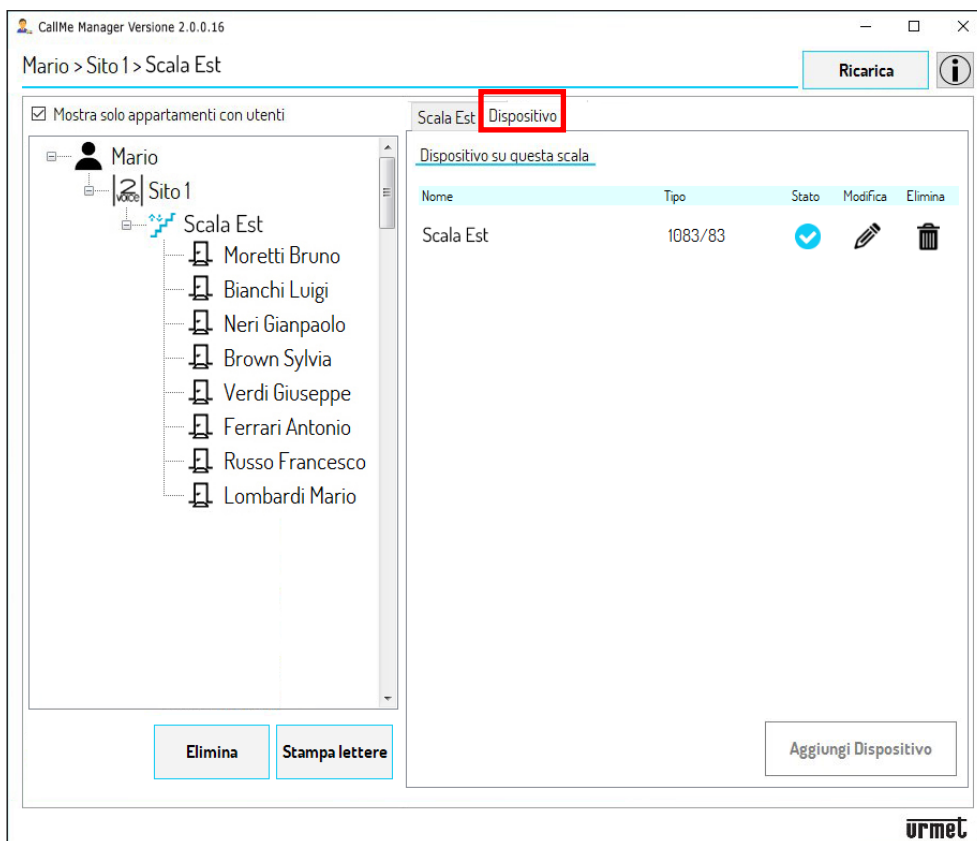 CallMe Manager Versione 2.0.0.16
Mario > Sito 1 > Scala Est
Ricarica
Mostra solo appartamenti con utenti
Mario
2 voice Sito 1
Scala Est
Moretti Bruno
Bianchi Luigi
Neri Gianpaolo
Brown Sylvia
Verdi Giuseppe
Ferrari Antonio
Russo Francesco
Lombardi Mario
Elimina Stampa lettere
Scala Est Dispositivo
Dispositivo su questa scala
Nome Tipo Stato Modifica Elimina
Scala Est 1083/83
Aggiungi Dispositivo
urmet